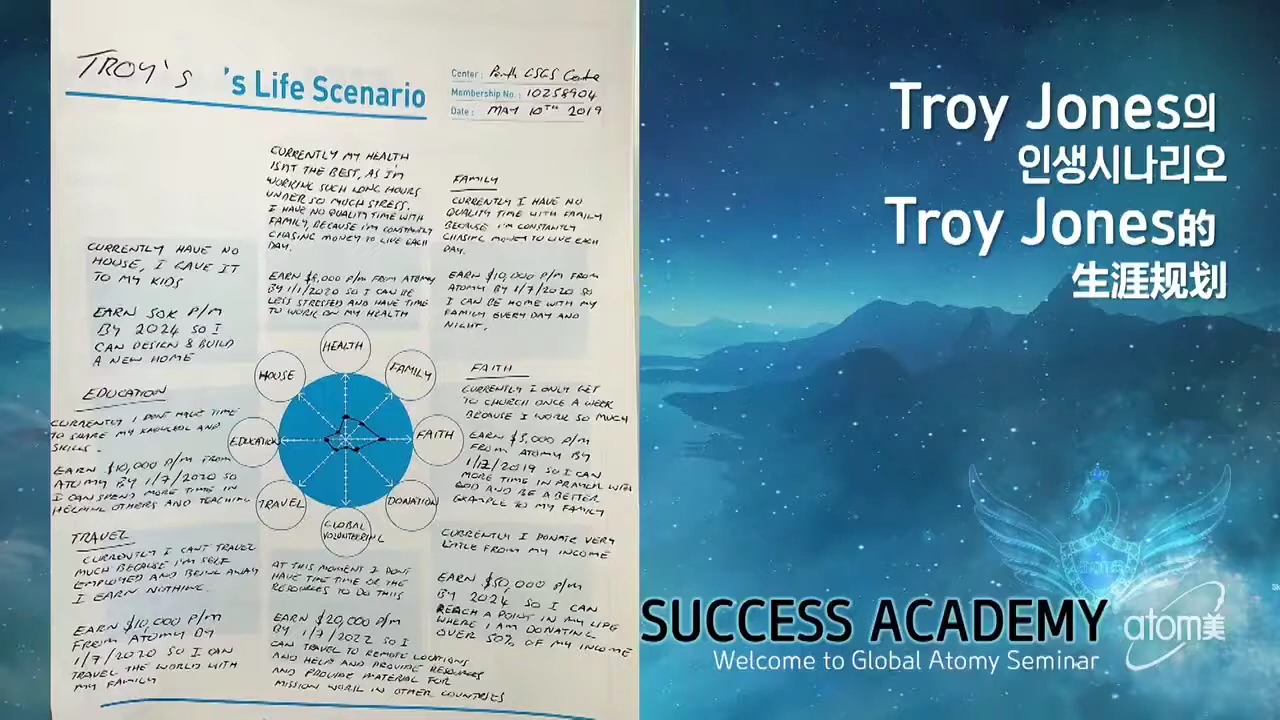 TROY'S 's Life Scenario
Center : Perth CSCS Centre
Membership No. : 10258904
Date : MAY 10TH 2019
CURRENTLY MY HEALTH
ISN'T THE BEST, AS I'M
WORKING SUCH LONG HOURS
UNDER SO MUCH STRESS.
I HAVE NO QUALITY TIME WITH
FAMILY, BECAUSE I'M CONSTANTLY
CHASING MONEY TO LIVE EACH
DAY.
EARN $5,000 P/M FROM ATOMY
BY 1/1/2020 SO I CAN BE
LESS STRESSED AND HAVE TIME
TO WORK ON MY HEALTH
FAMILY
CURRENTLY I HAVE NO
QUALITY TIME WITH FAMILY
BECAUSE I'M CONSTANTLY
CHASING MONEY TO LIVE EACH
DAY.
EARN $10,000 P/M FROM
ATOMY BY 1/7/2020 SO
I CAN BE HOME WITH MY
FAMILY EVERY DAY AND
NIGHT.
CURRENTLY HAVE NO
HOUSE, I GAVE IT
TO MY KIDS
EARN 50K P/M
BY 2024 SO I
CAN DESIGN & BUILD
A NEW HOME
HEALTH
HOUSE
FAMILY
EDUCATION
FAITH
TRAVEL
DONATION
GLOBAL
VOLUNTEERING
EDUCATION
CURRENTLY I DONT HAVE TIME
TO SHARE MY KNOWLEDGE AND
SKILLS.
EARN $10,000 P/M FROM
ATOMY BY 1/7/2020 SO
I CAN SPEND MORE TIME IN
HELPING OTHERS AND TEACHING
FAITH
CURRENTLY I ONLY GET
TO CHURCH ONCE A WEEK
BECAUSE I WORK SO MUCH
EARN $5,000 P/M
FROM ATOMY BY
1/12/2019 SO I CAN
MORE TIME IN PRAYER WITH
GOD AND BE A BETTER
EXAMPLE TO MY FAMILY
TRAVEL
CURRENTLY I CANT TRAVEL
MUCH BECAUSE I'M SELF
EMPLOYED AND BEING AWAY
I EARN NOTHING.
EARN $10,000 P/M
FROM ATOMY BY
1/7/2020 SO I CAN
TRAVEL THE WORLD WITH
MY FAMILY
AT THIS MOMENT I DONT
HAVE THE TIME OR THE
RESOURCES TO DO THIS
EARN $20,000 P/M
BY 1/7/2022 SO I
CAN TRAVEL TO REMOTE LOCATIONS
AND HELP AND PROVIDE RESOURCES
AND PROVIDE MATERIAL FOR
MISSION WORK IN OTHER COUNTRIES
CURRENTLY I DONATE VERY
LITTLE FROM MY INCOME
EARN $50,000 P/M
BY 2024 SO I CAN
REACH A POINT IN MY LIFE
WHERE I AM DONATING
OVER 50% OF MY INCOME
Troy Jones의
인생시나리오
Troy Jones的
生涯规划
SUCCESS ACADEMY
Welcome to Global Atomy Seminar
atom美